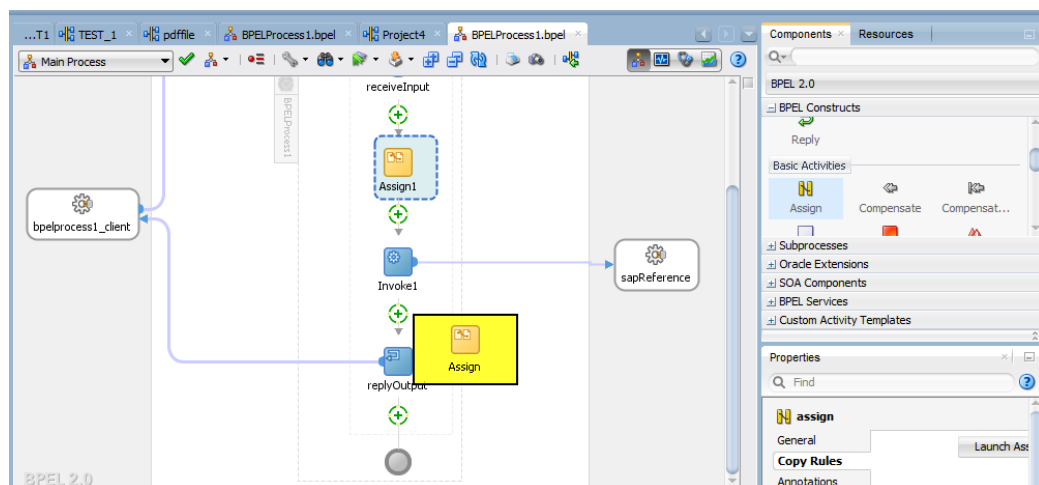 ...T1 TEST_1 pdffile BPELProcess1.bpel Project4 BPELProcess1.bpel
Main Process
receiveInput
BPELProcess1
Assign1
bpelprocess1_client
Invoke1
sapReference
Assign
replyOutput
BPEL 2.0
Components Resources
BPEL 2.0
BPEL Constructs
Reply
Basic Activities
Assign Compensate Compensat...
Subprocesses
Oracle Extensions
SOA Components
BPEL Services
Custom Activity Templates
Properties
Find
assign
General
Launch Ass
Copy Rules
Annotations